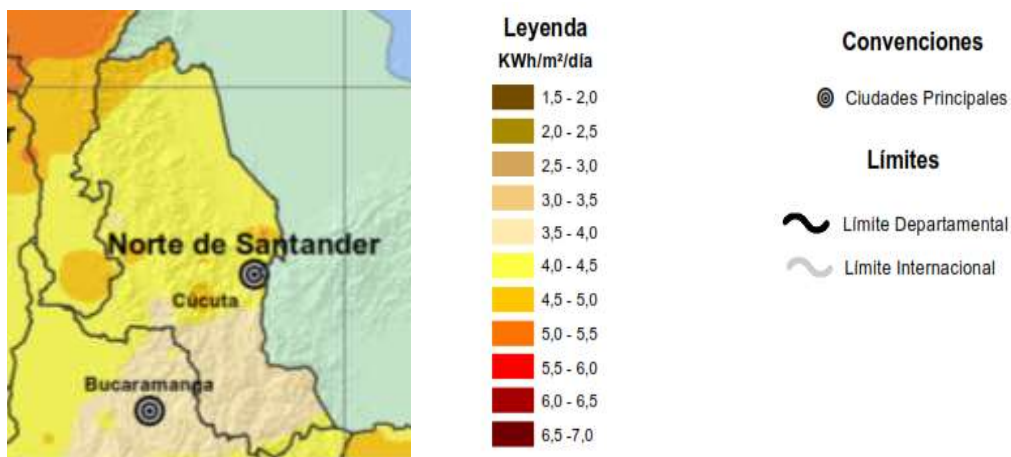 Norte de Santander
Cúcuta
Bucaramanga
Leyenda
KWh/m²/día
1,5 - 2,0
2,0 - 2,5
2,5 - 3,0
3,0 - 3,5
3,5 - 4,0
4,0 - 4,5
4,5 - 5,0
5,0 - 5,5
5,5 - 6,0
6,0 - 6,5
6,5 -7,0
Convenciones
Ciudades Principales
Límites
Límite Departamental
Límite Internacional